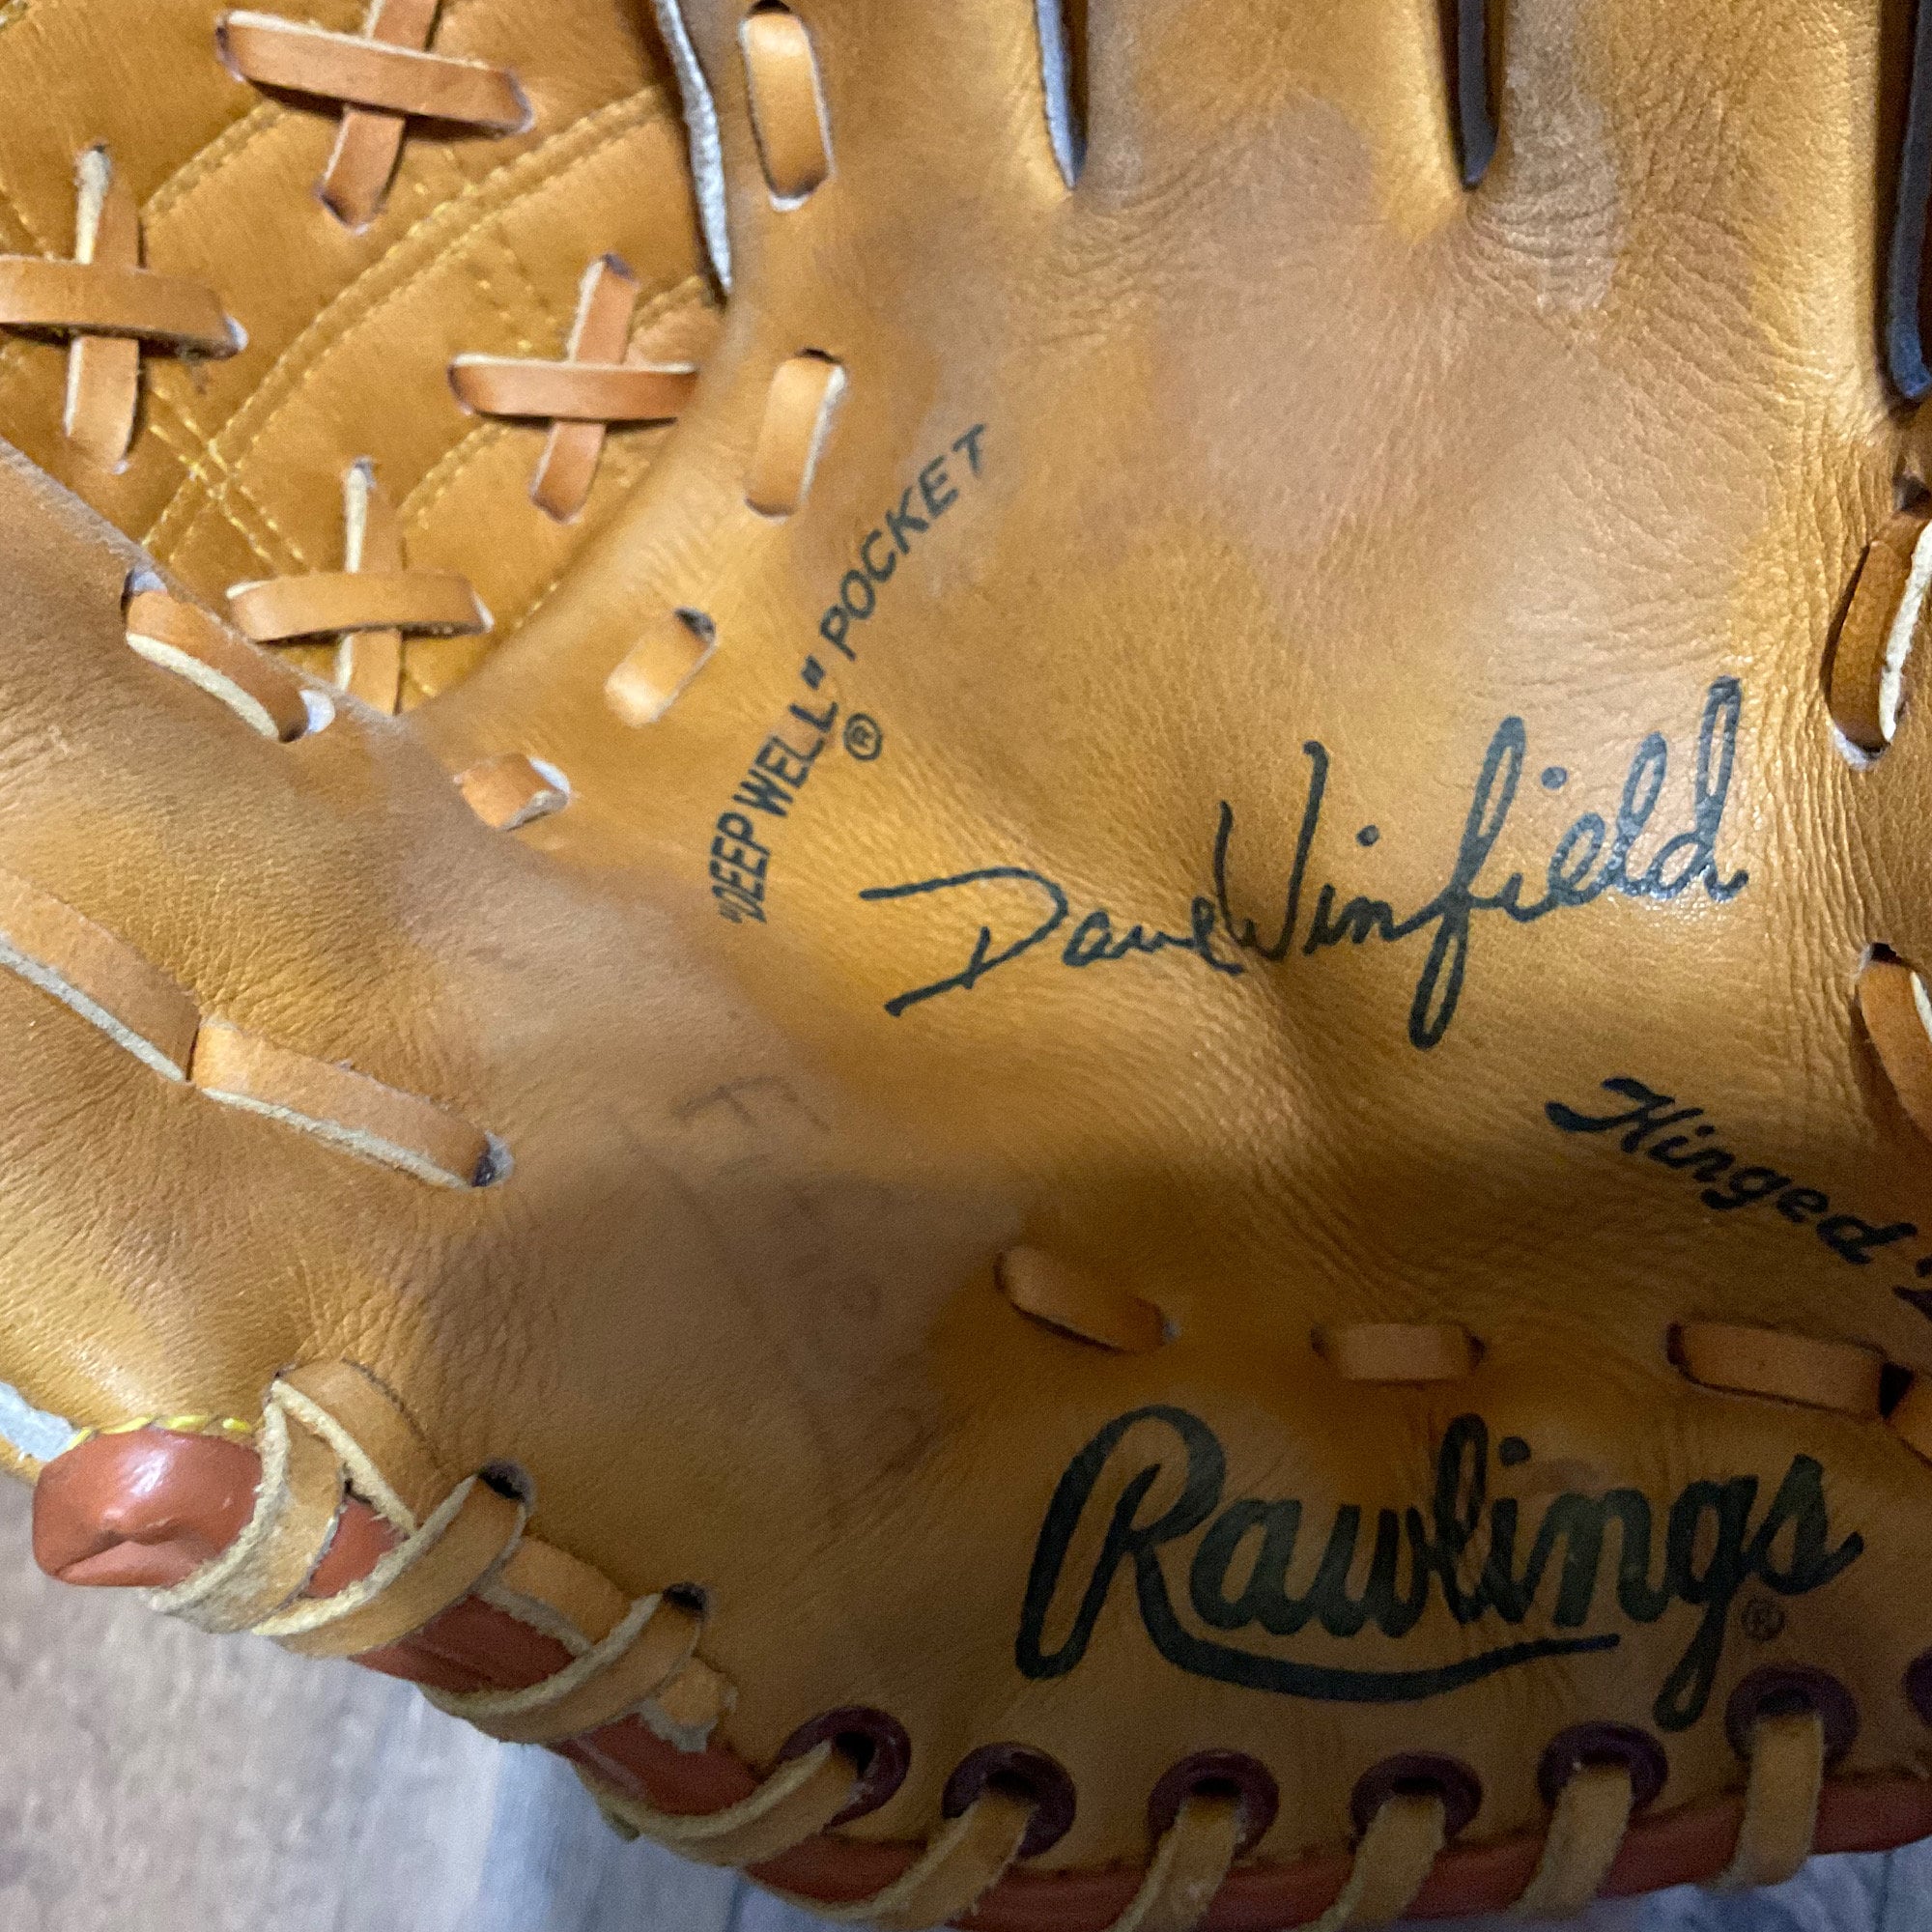 "DEEP WELL" POCKET
®
Dave Winfield
Hinged
Rawlings
®